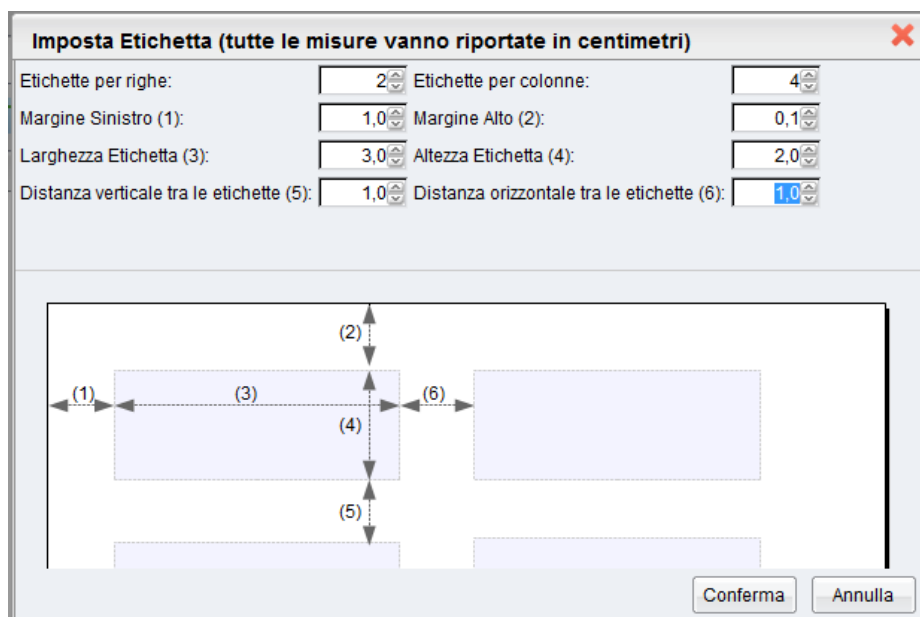 Imposta Etichetta (tutte le misure vanno riportate in centimetri)
Etichette per righe: 2 Etichette per colonne: 4
Margine Sinistro (1): 1,0 Margine Alto (2): 0,1
Larghezza Etichetta (3): 3,0 Altezza Etichetta (4): 2,0
Distanza verticale tra le etichette (5): 1,0 Distanza orizzontale tra le etichette (6): 1,0
(2)
(1) (3) (6)
(4)
(5)
Conferma Annulla